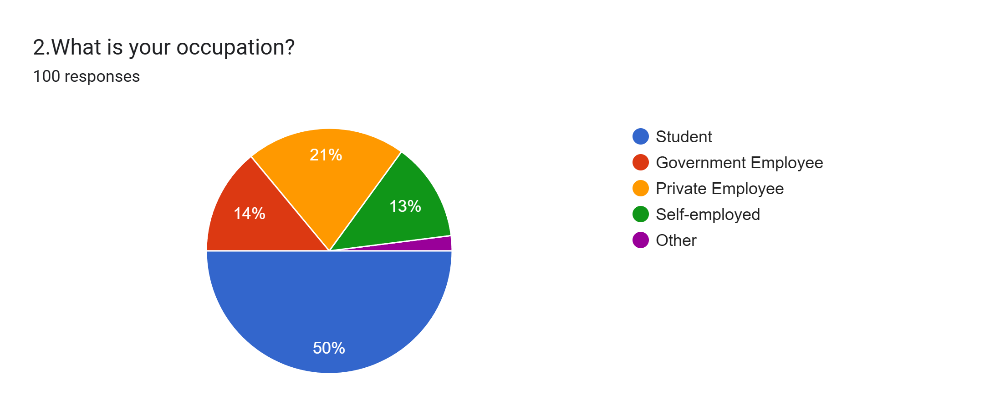 2.What is your occupation?
100 responses
21%
13%
14%
50%
Student
Government Employee
Private Employee
Self-employed
Other